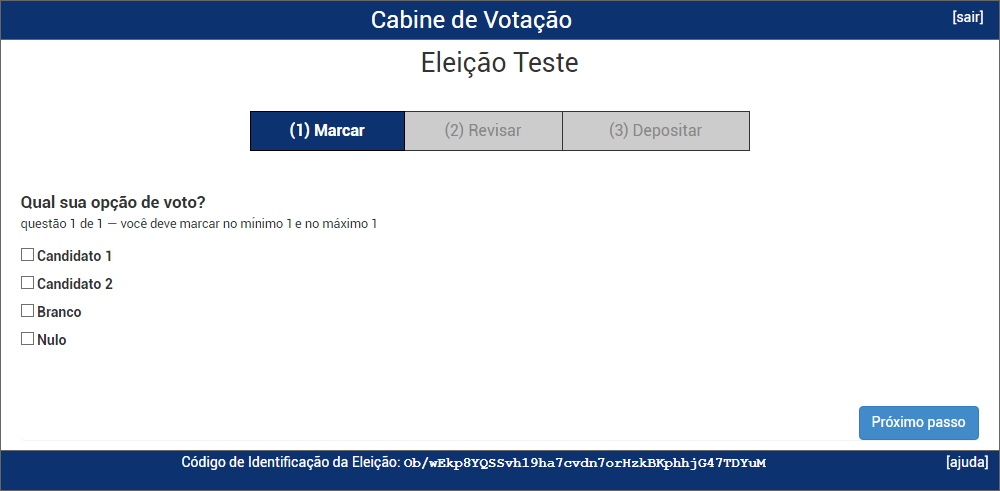 Cabine de Votação [sair]
Eleição Teste
(1) Marcar (2) Revisar (3) Depositar
Qual sua opção de voto?
questão 1 de 1 — você deve marcar no mínimo 1 e no máximo 1
Candidato 1
Candidato 2
Branco
Nulo
Próximo passo
Código de Identificação da Eleição: Ob/wEkp8YQSSvhl9ha7cvdn7orHzkBKphhjG47TDYuM [ajuda]